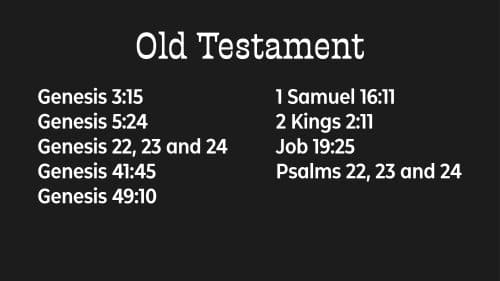 Old Testament
Genesis 3:15
Genesis 5:24
Genesis 22, 23 and 24
Genesis 41:45
Genesis 49:10
1 Samuel 16:11
2 Kings 2:11
Job 19:25
Psalms 22, 23 and 24